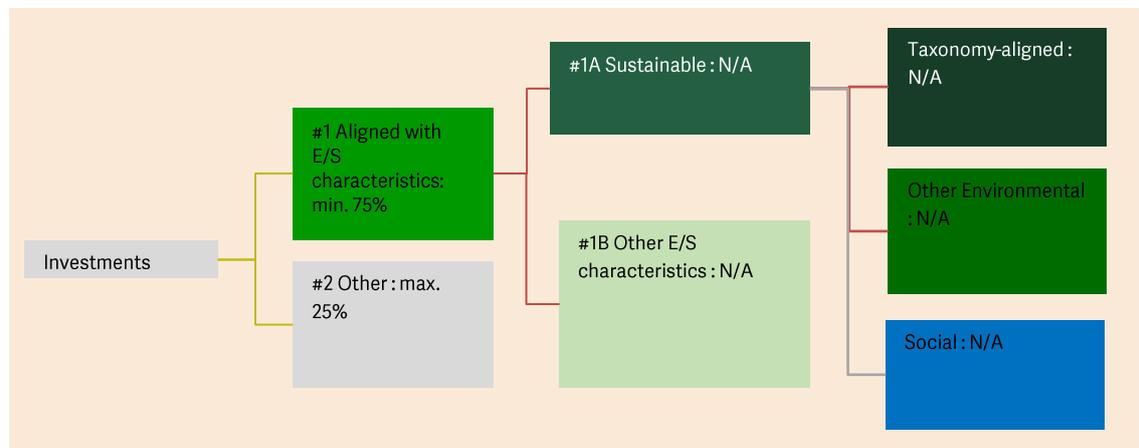 Investments
#1 Aligned with
E/S
characteristics:
min. 75%
#2 Other : max.
25%
#1A Sustainable : N/A
#1B Other E/S
characteristics : N/A
Taxonomy-aligned :
N/A
Other Environmental
: N/A
Social : N/A